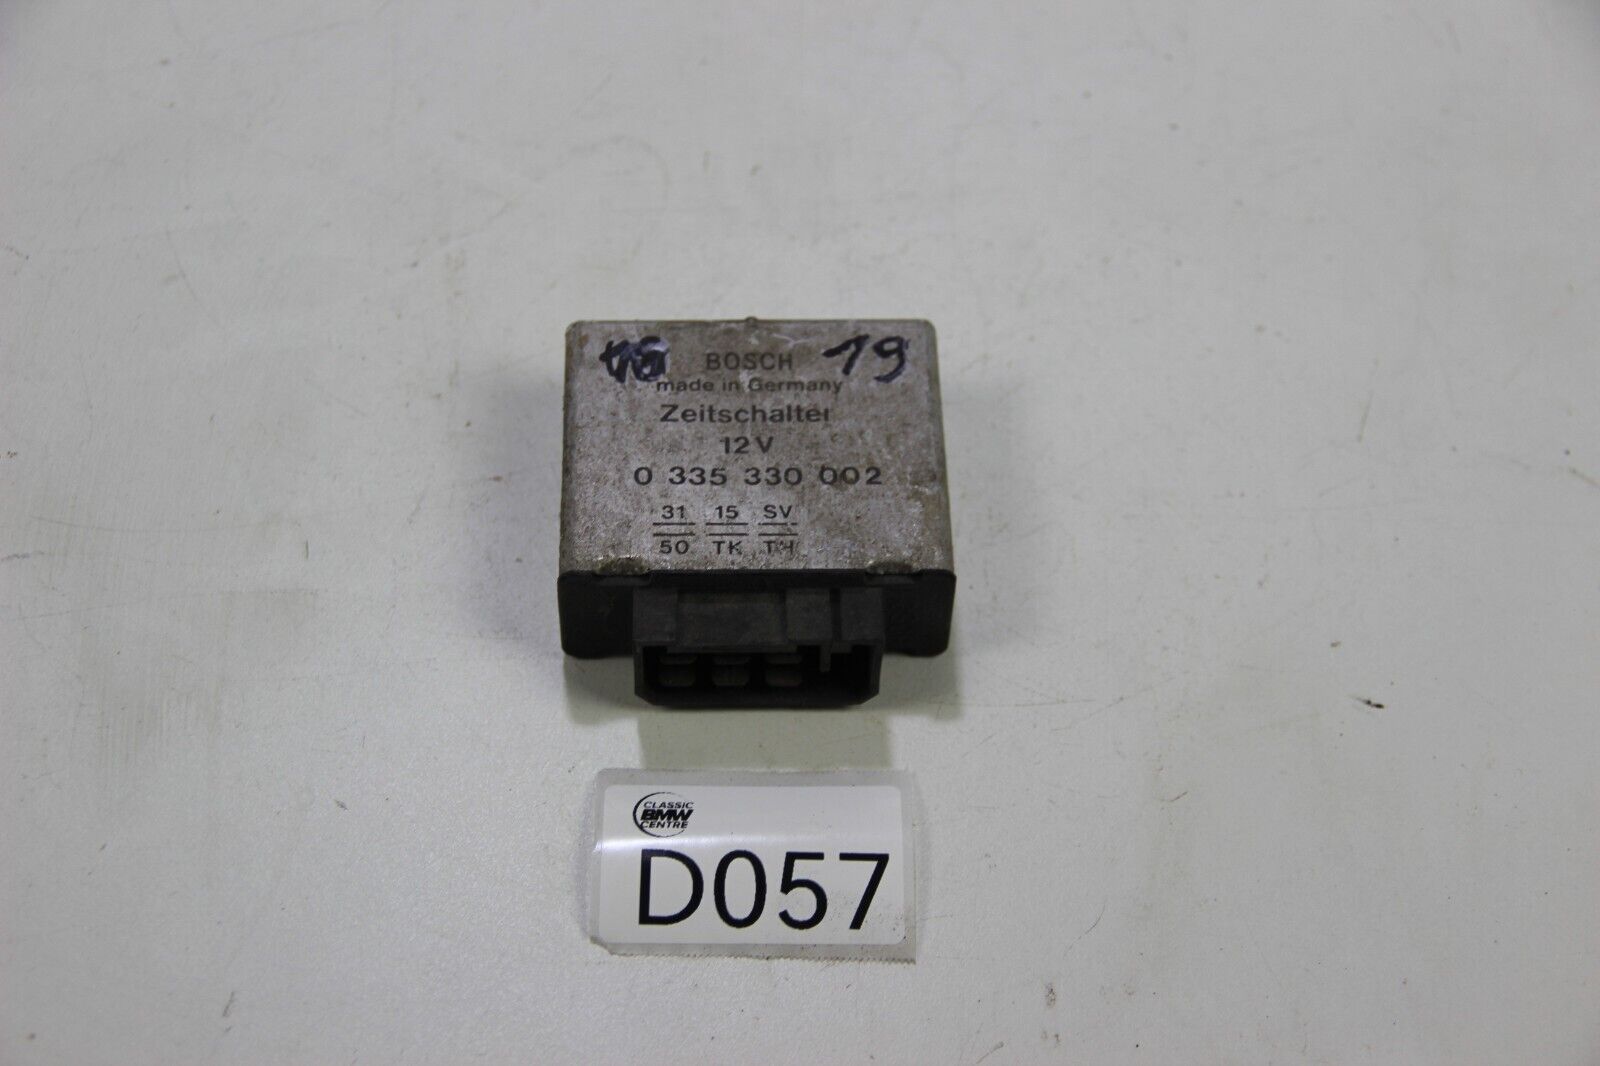 BOSCH 19
made in Germany
Zeitschalter
12V
0 335 330 002
31 15 SV
50 TK TH
CLASSIC
BMW
CENTRE
D057